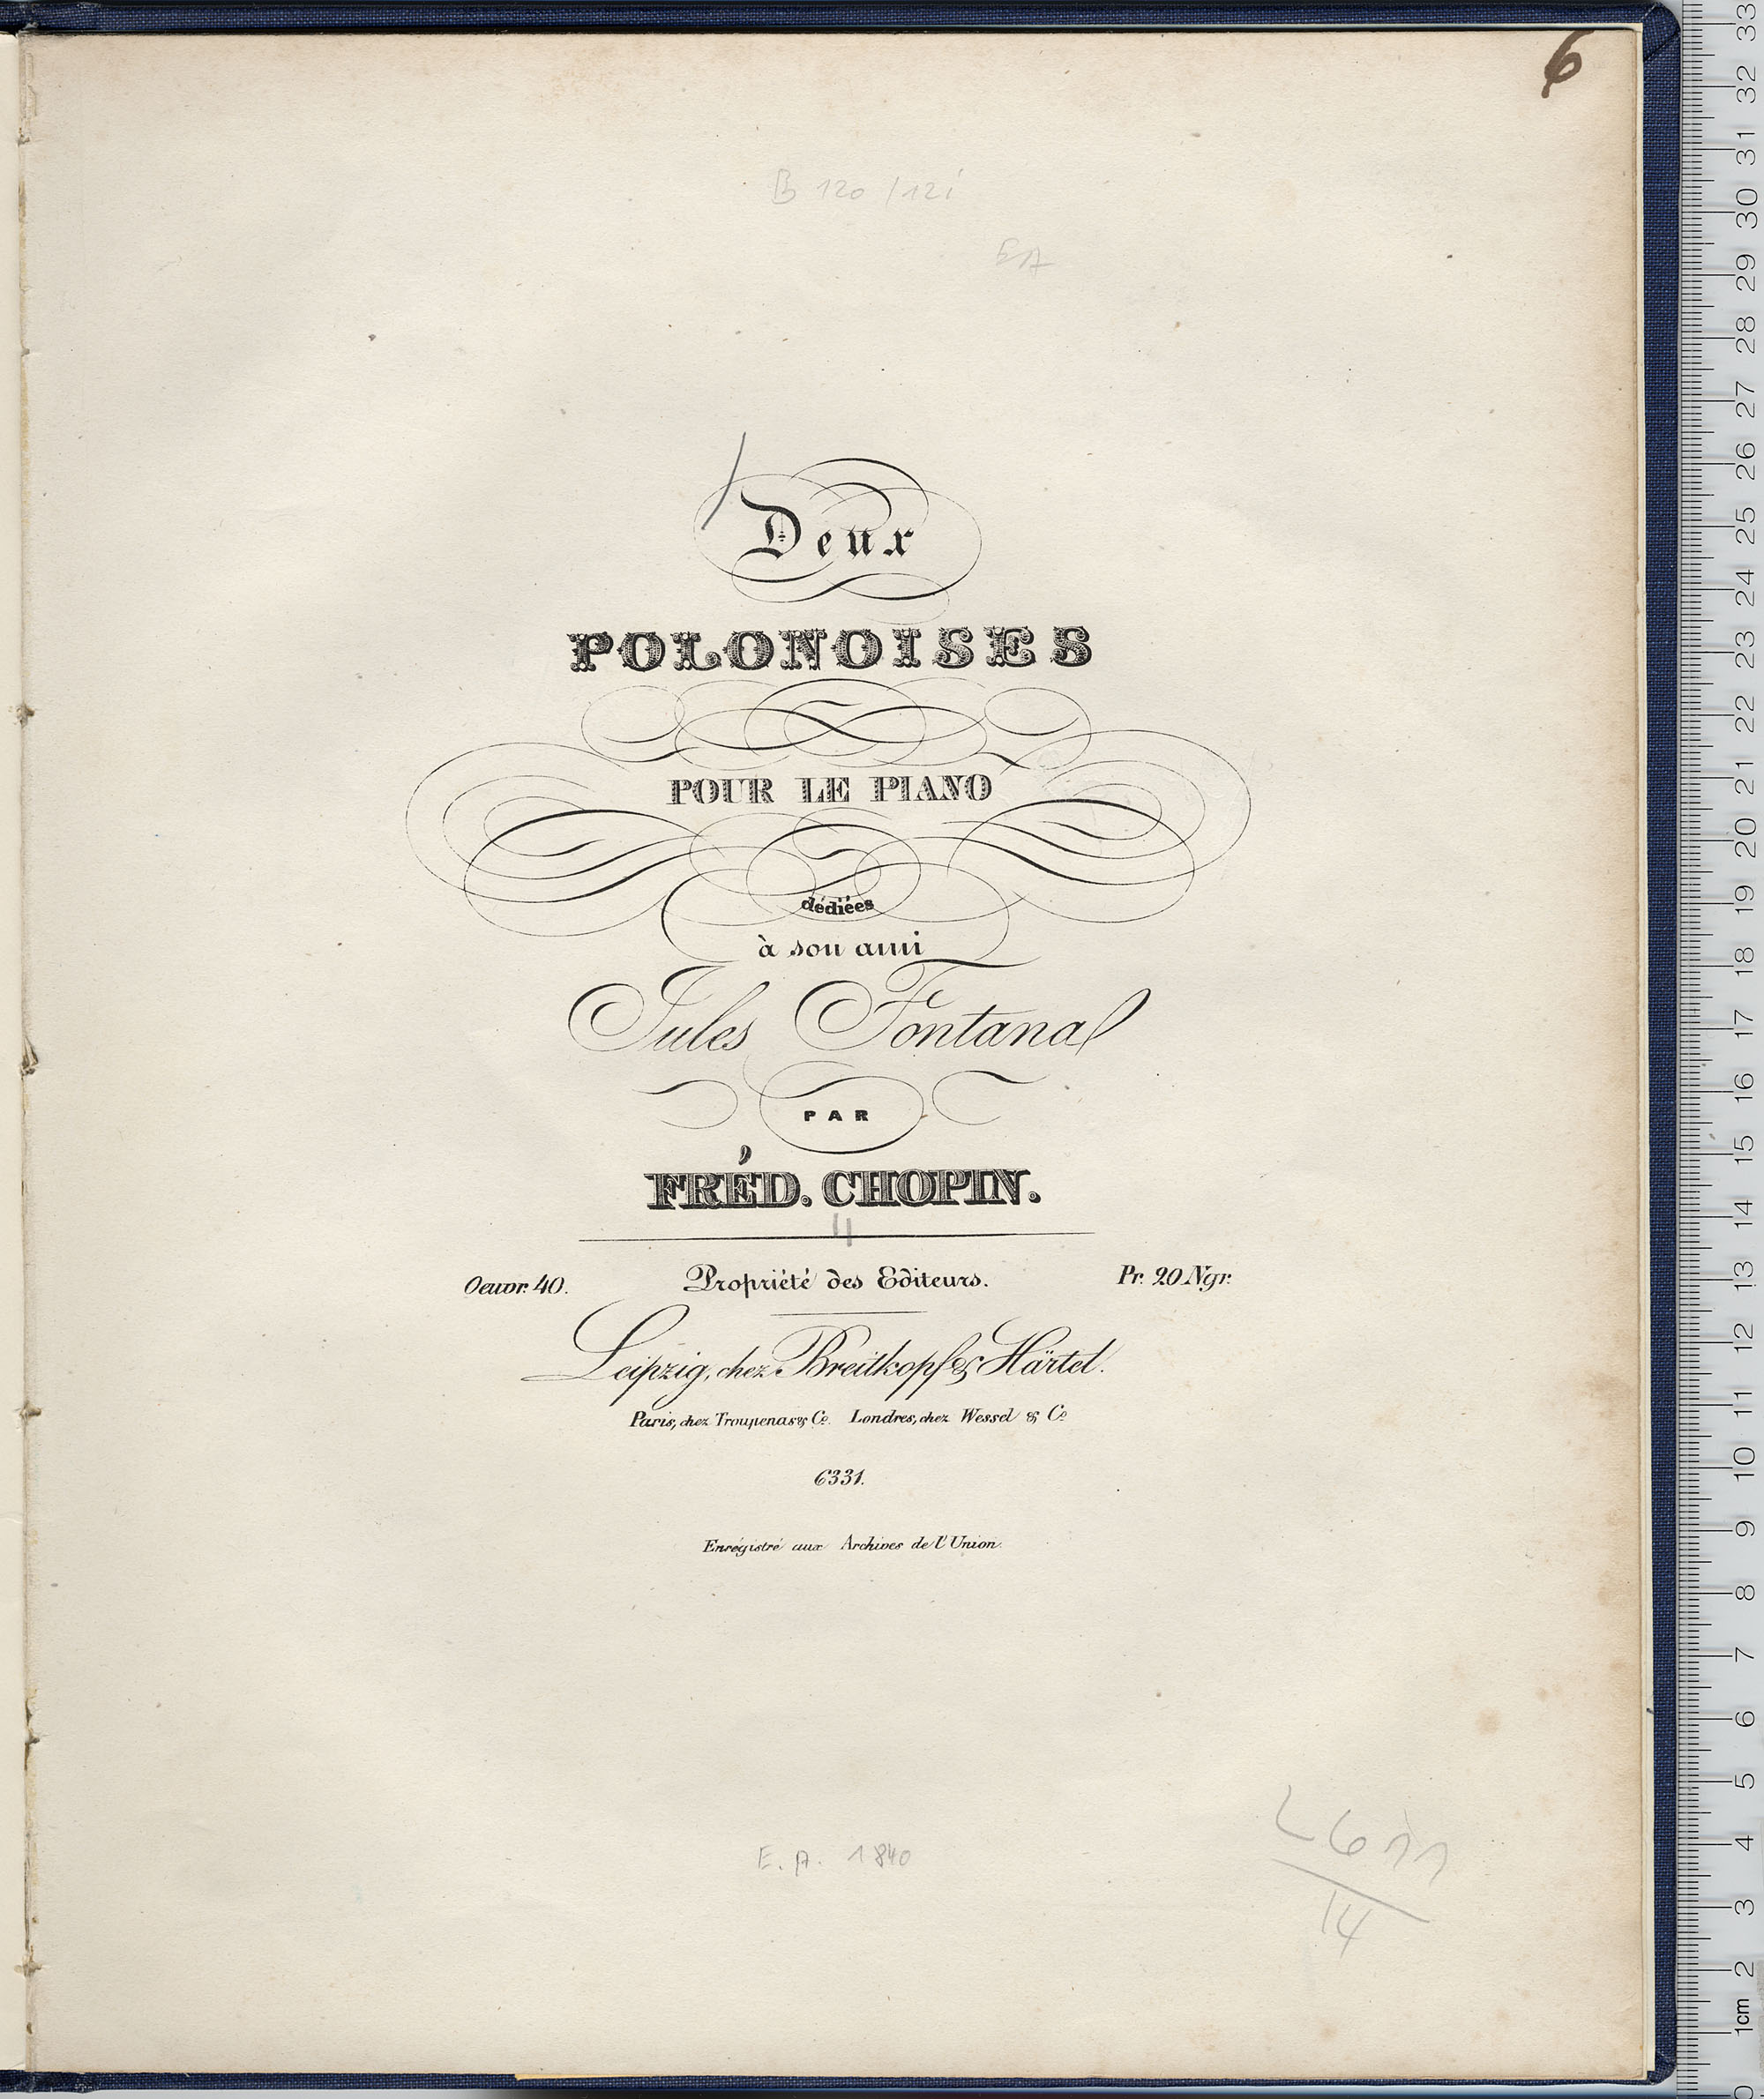 6
B 120 / 121
EA
Deux
POLONOISES
POUR LE PIANO
dédiées
à son ami
Jules Fontana
PAR
FRÉD. CHOPIN.
Oeuvr. 40. Propriété des Editeurs. Pr. 20 Ngr.
Leipzig, chez Breitkopf & Härtel.
Paris, chez Troupenas & Co. Londres, chez Wessel & Co
6331.
Enrégistré aux Archives de l'Union.
E. A. 1840
14
33
32
31
30
29
28
27
26
25
24
23
22
21
20
19
18
17
16
15
14
13
12
11
10
9
8
7
6
5
4
3
2
1cm
0